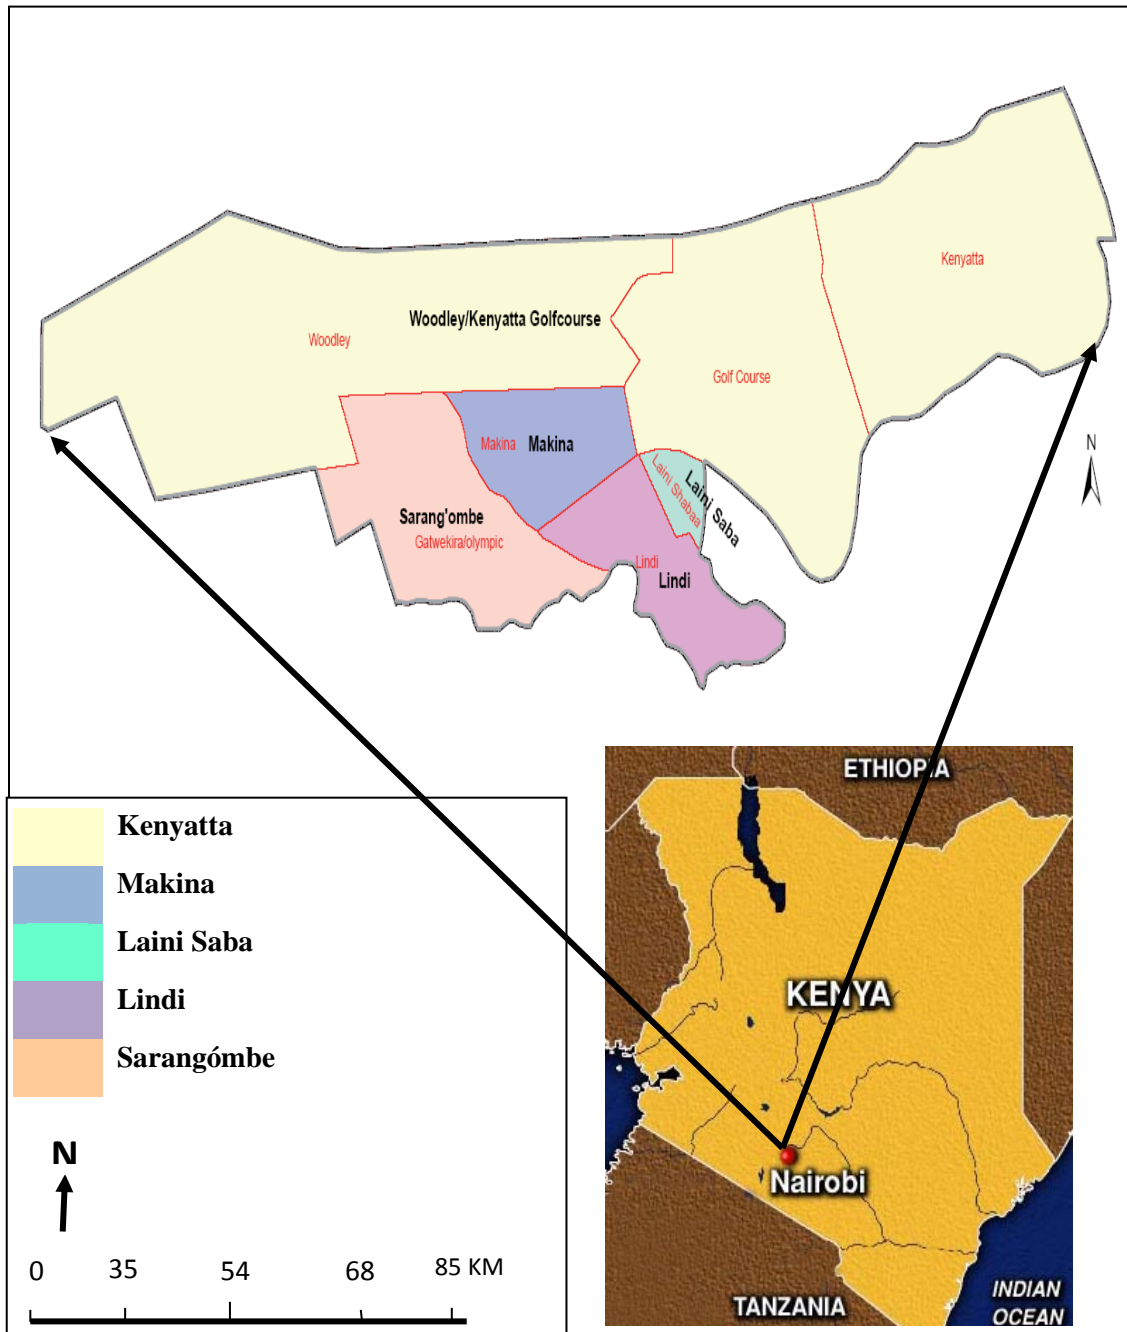 Kenyatta
Woodley/Kenyatta Golfcourse
Woodley
Golf Course
Makina
Makina
Laini Saba
Laini Shabaa
N
Sarang'ombe
Gatwekira/olympic
Lindi
Lindi
ETHIOPIA
KENYA
Nairobi
TANZANIA
INDIAN
OCEAN
Kenyatta
Makina
Laini Saba
Lindi
Sarangómbe
N
0 35 54 68 85 KM